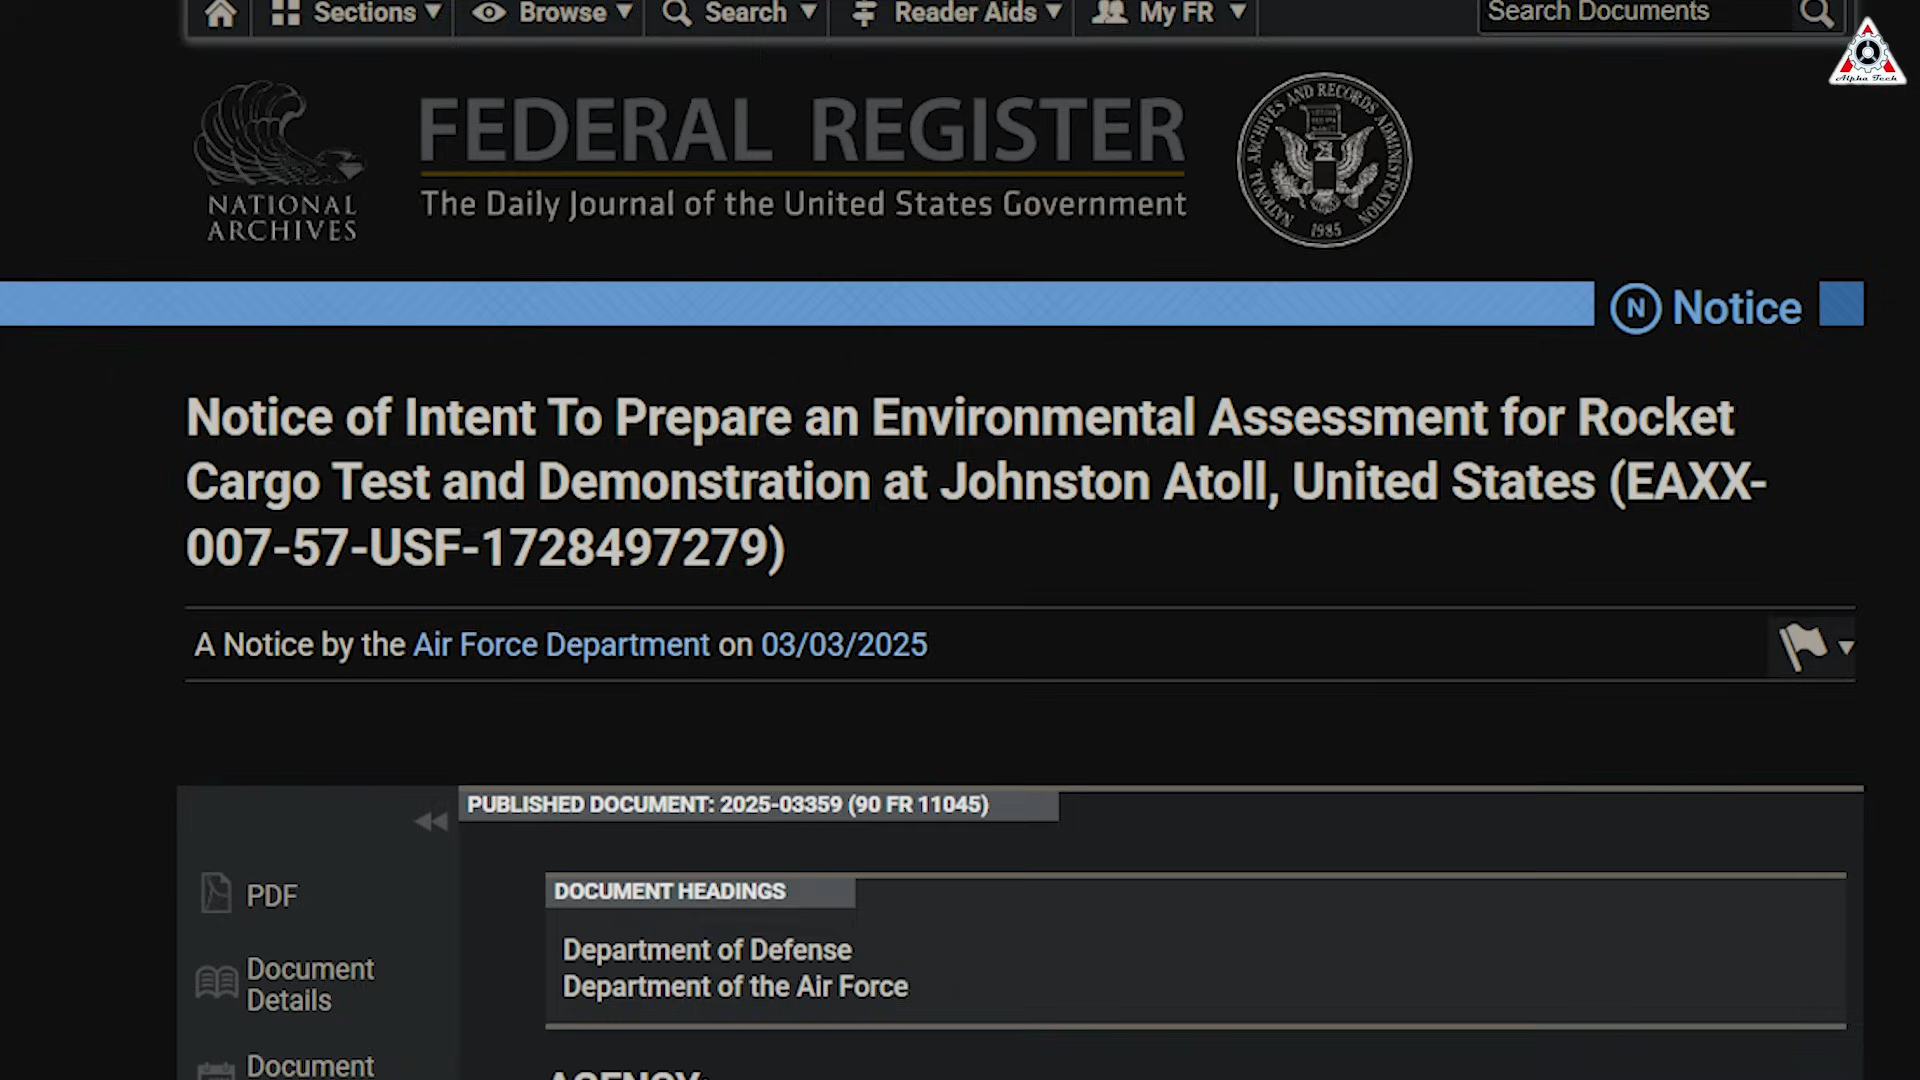 Sections ▼ Browse ▼ Search ▼ Reader Aids ▼ My FR ▼ Search Documents
Alpha Tech
NATIONAL
ARCHIVES
FEDERAL REGISTER
The Daily Journal of the United States Government
NATIONAL ARCHIVES AND RECORDS ADMINISTRATION
1985
N Notice
Notice of Intent To Prepare an Environmental Assessment for Rocket
Cargo Test and Demonstration at Johnston Atoll, United States (EAXX-
007-57-USF-1728497279)
A Notice by the Air Force Department on 03/03/2025
PUBLISHED DOCUMENT: 2025-03359 (90 FR 11045)
PDF
DOCUMENT HEADINGS
Department of Defense
Department of the Air Force
Document
Details
Document
AGENCY: